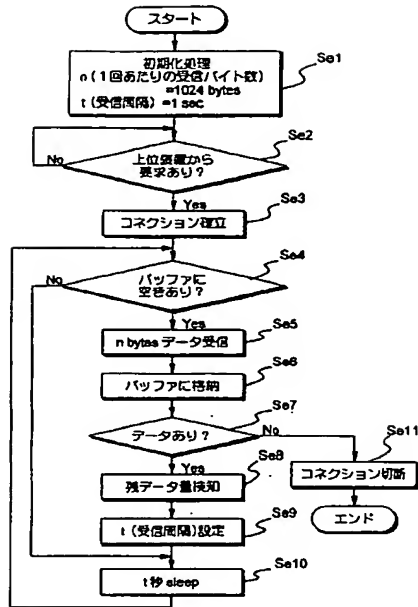 スタート
初期化処理
n(1回あたりの受信バイト数)
=1024 bytes
t(受信間隔)=1 sec
Se1
Se2
上位装置から
要求あり?
No
Yes
Se3
コネクション確立
Se4
No
バッファに
空きあり?
Yes
Se5
n bytes データ受信
Se6
バッファに格納
Se7
データあり?
No
Se11
Yes
Se8
残データ量検知
コネクション切断
エンド
Se9
t(受信間隔)設定
Se10
t秒 sleep